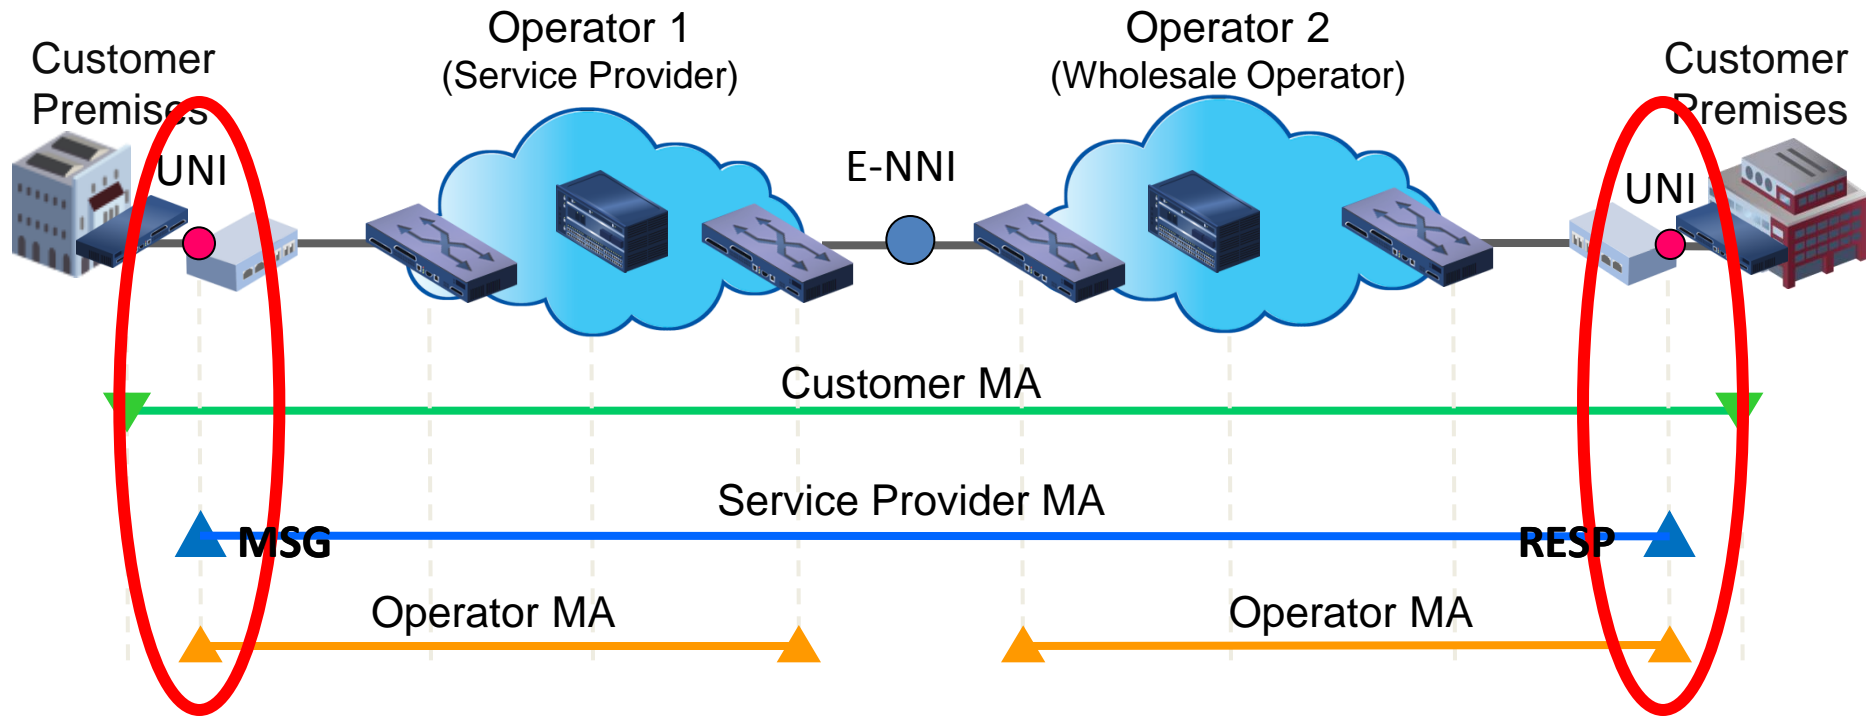 Operator 1
(Service Provider)
Operator 2
(Wholesale Operator)
Customer
Premises
Customer
Premises
UNI
E-NNI
UNI
Customer MA
Service Provider MA
MSG
RESP
Operator MA
Operator MA